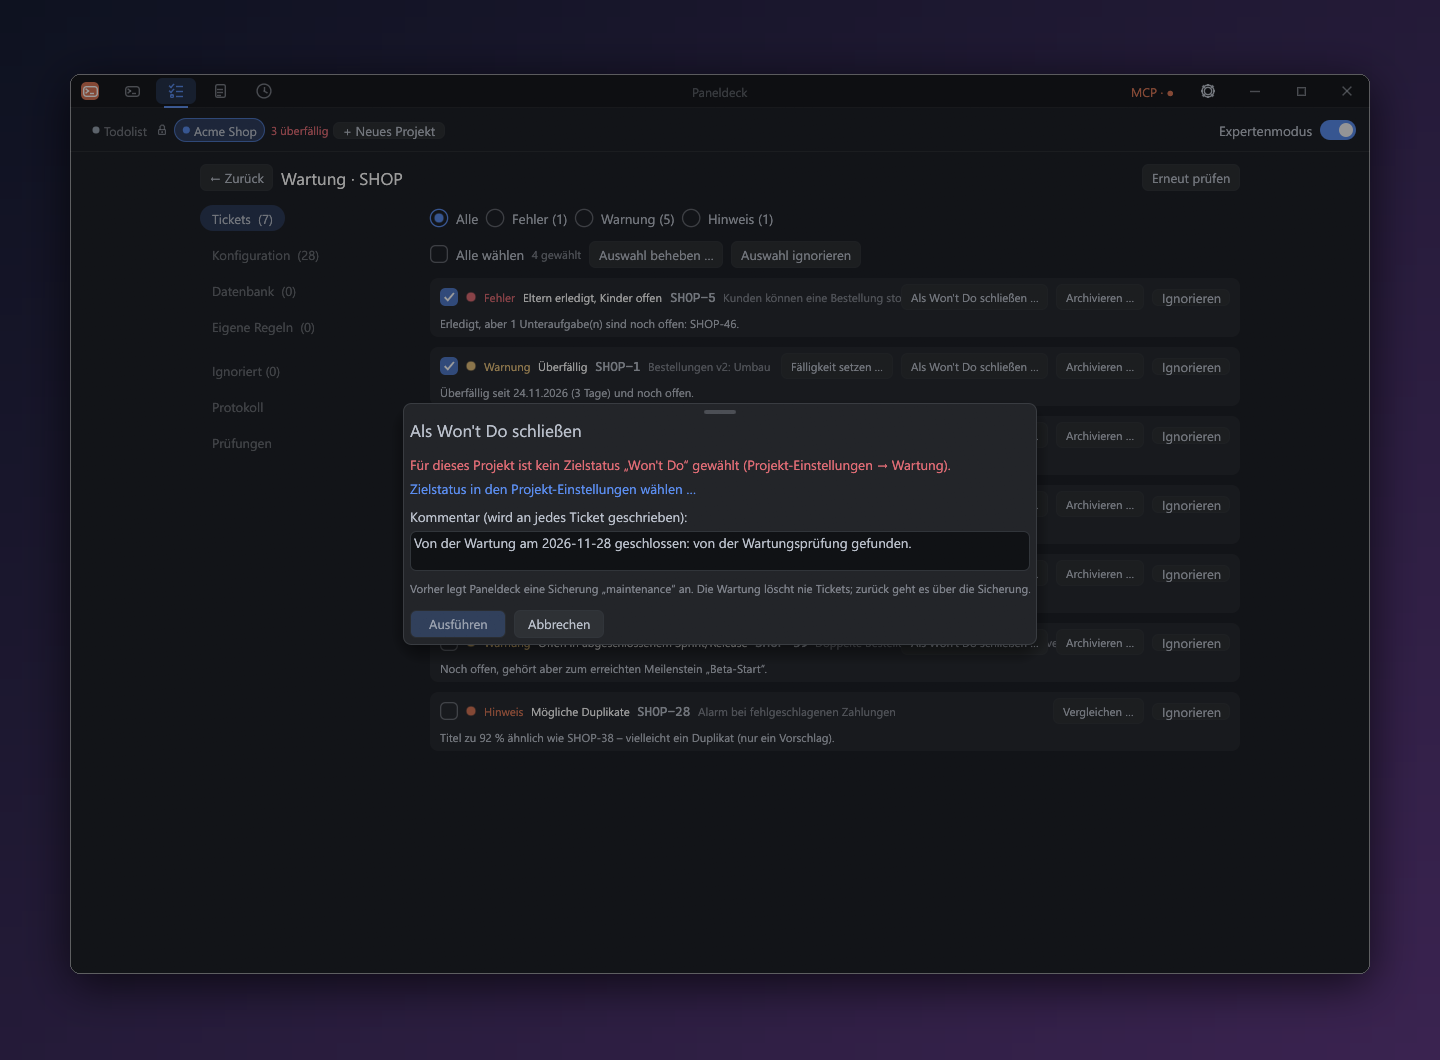 Paneldeck
MCP ·
Todolist
Acme Shop
3 überfällig
+ Neues Projekt
Expertenmodus
← Zurück
Wartung · SHOP
Erneut prüfen
Tickets (7)
Konfiguration (28)
Datenbank (0)
Eigene Regeln (0)
Ignoriert (0)
Protokoll
Prüfungen
Alle Fehler (1) Warnung (5) Hinweis (1)
Alle wählen 4 gewählt Auswahl beheben ... Auswahl ignorieren
Fehler Eltern erledigt, Kinder offen SHOP-5 Kunden können eine Bestellung sto Als Won't Do schließen ... Archivieren ... Ignorieren
Erledigt, aber 1 Unteraufgabe(n) sind noch offen: SHOP-46.
Warnung Überfällig SHOP-1 Bestellungen v2: Umbau Fälligkeit setzen ... Als Won't Do schließen ... Archivieren ... Ignorieren
Überfällig seit 24.11.2026 (3 Tage) und noch offen.
Archivieren ... Ignorieren
Archivieren ... Ignorieren
Archivieren ... Ignorieren
Als Won't Do schließen
Für dieses Projekt ist kein Zielstatus „Won't Do“ gewählt (Projekt-Einstellungen → Wartung).
Zielstatus in den Projekt-Einstellungen wählen ...
Kommentar (wird an jedes Ticket geschrieben):
Von der Wartung am 2026-11-28 geschlossen: von der Wartungsprüfung gefunden.
Vorher legt Paneldeck eine Sicherung „maintenance“ an. Die Wartung löscht nie Tickets; zurück geht es über die Sicherung.
Ausführen Abbrechen
Archivieren ... Ignorieren
Noch offen, gehört aber zum erreichten Meilenstein „Beta-Start“.
Hinweis Mögliche Duplikate SHOP-28 Alarm bei fehlgeschlagenen Zahlungen Vergleichen ... Ignorieren
Titel zu 92 % ähnlich wie SHOP-38 – vielleicht ein Duplikat (nur ein Vorschlag).